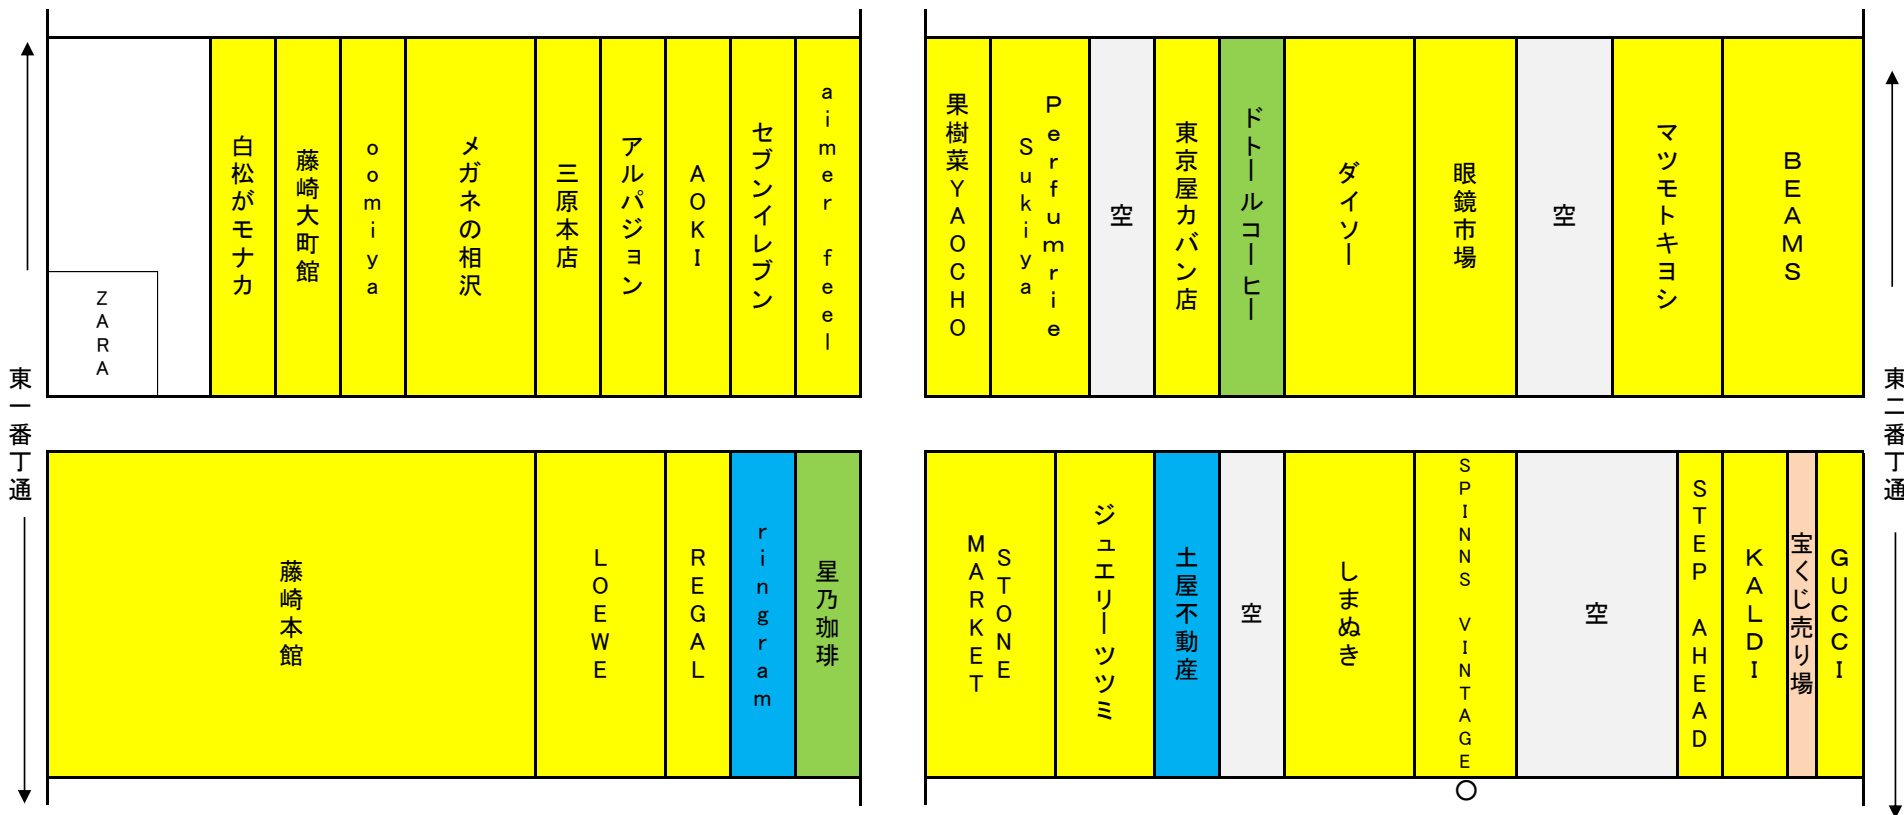 東一番丁通
ZARA
白松がモナカ
藤崎大町館
oomiya
メガネの相沢
三原本店
アルパジョン
AOKI
セブンイレブン
aimer feel
果樹菜YAOCHO
Perfumrie
Sukiya
空
東京屋カバン店
ドトールコーヒー
ダイソー
眼鏡市場
空
マツモトキヨシ
BEAMS
東二番丁通
藤崎本館
LOEWE
REGAL
ringram
星乃珈琲
STONE
MARKET
ジュエリーツツミ
土屋不動産
空
しまぬき
SPINNS VINTAGE
空
STEP AHEAD
KALDI
宝くじ売り場
GUCCI